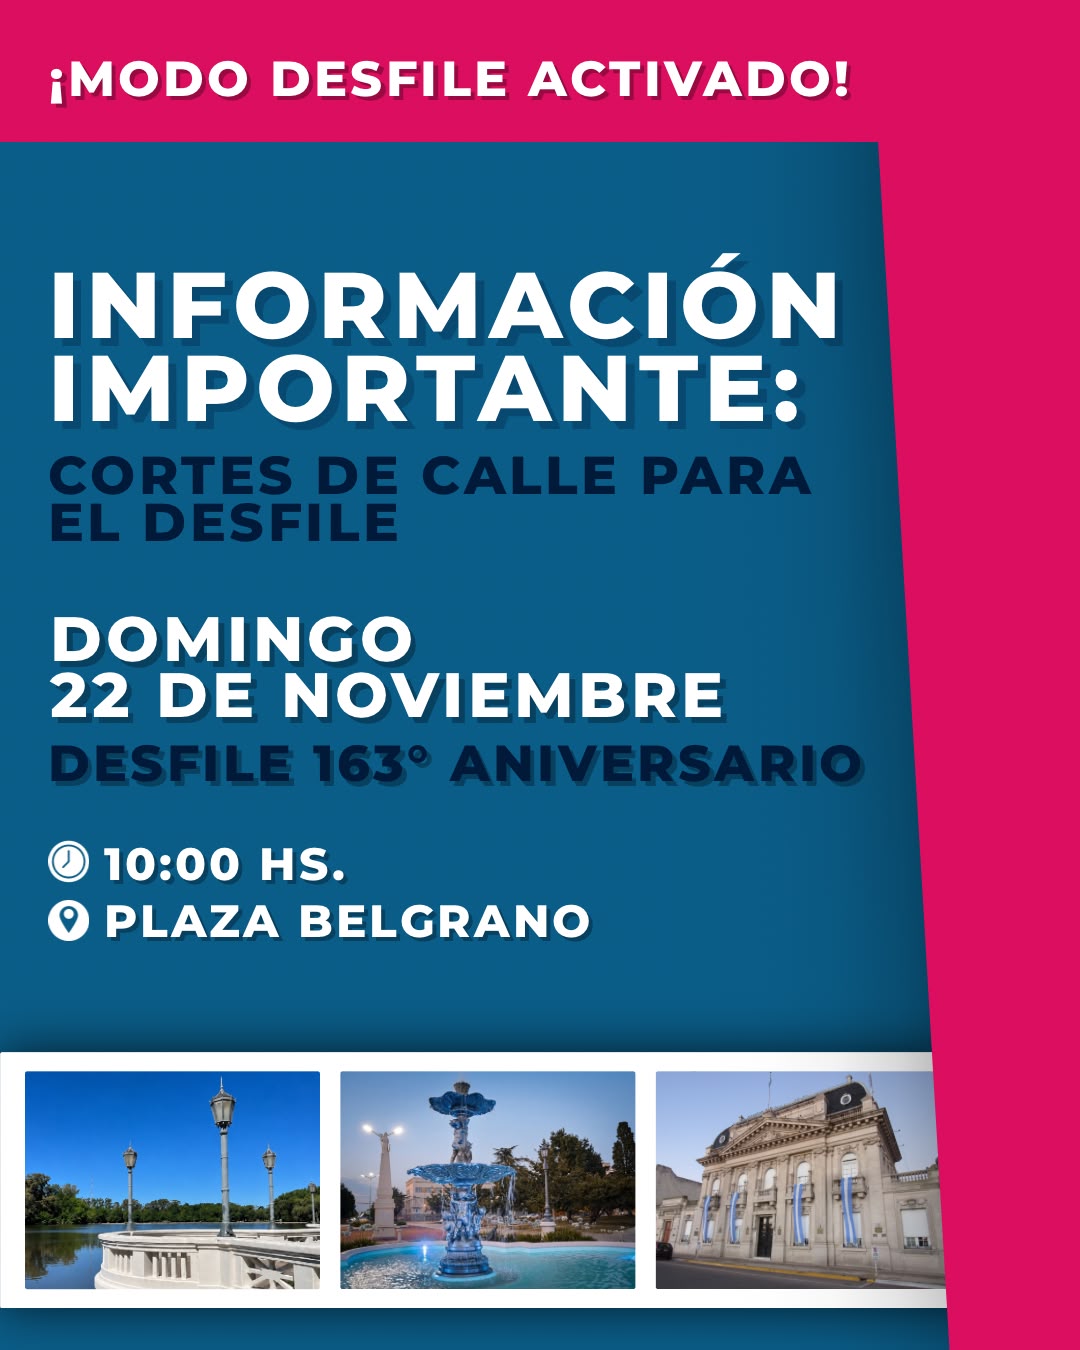 ¡MODO DESFILE ACTIVADO!
INFORMACIÓN
IMPORTANTE:
CORTES DE CALLE PARA
EL DESFILE
DOMINGO
22 DE NOVIEMBRE
DESFILE 163° ANIVERSARIO
10:00 HS.
PLAZA BELGRANO